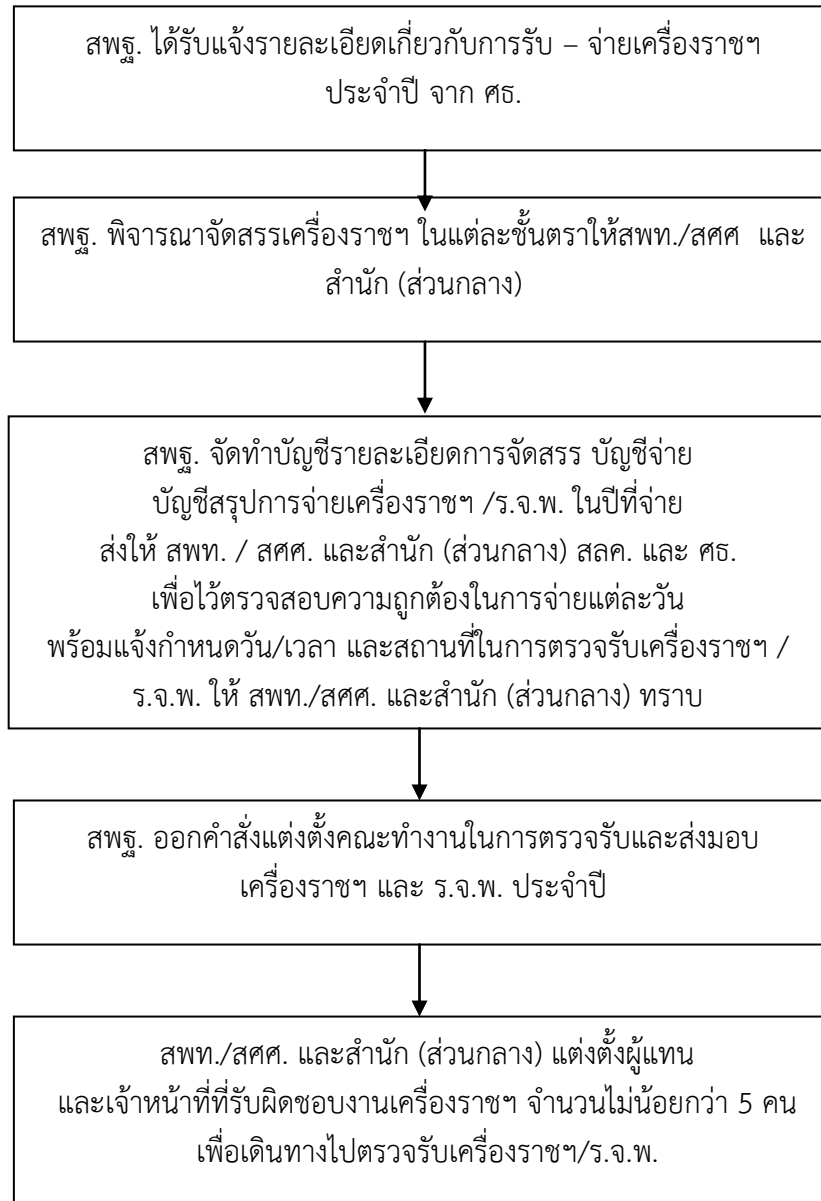 สพฐ. ได้รับแจ้งรายละเอียดเกี่ยวกับการรับ – จ่ายเครื่องราชฯ
ประจำปี จาก ศธ.
สพฐ. พิจารณาจัดสรรเครื่องราชฯ ในแต่ละชั้นตราให้สพท./สศศ และ
สำนัก (ส่วนกลาง)
สพฐ. จัดทำบัญชีรายละเอียดการจัดสรร บัญชีจ่าย
บัญชีสรุปการจ่ายเครื่องราชฯ /ร.จ.พ. ในปีที่จ่าย
ส่งให้ สพท. / สศศ. และสำนัก (ส่วนกลาง) สลค. และ ศธ.
เพื่อไว้ตรวจสอบความถูกต้องในการจ่ายแต่ละวัน
พร้อมแจ้งกำหนดวัน/เวลา และสถานที่ในการตรวจรับเครื่องราชฯ /
ร.จ.พ. ให้ สพท./สศศ. และสำนัก (ส่วนกลาง) ทราบ
สพฐ. ออกคำสั่งแต่งตั้งคณะทำงานในการตรวจรับและส่งมอบ
เครื่องราชฯ และ ร.จ.พ. ประจำปี
สพท./สศศ. และสำนัก (ส่วนกลาง) แต่งตั้งผู้แทน
และเจ้าหน้าที่ที่รับผิดชอบงานเครื่องราชฯ จำนวนไม่น้อยกว่า 5 คน
เพื่อเดินทางไปตรวจรับเครื่องราชฯ/ร.จ.พ.